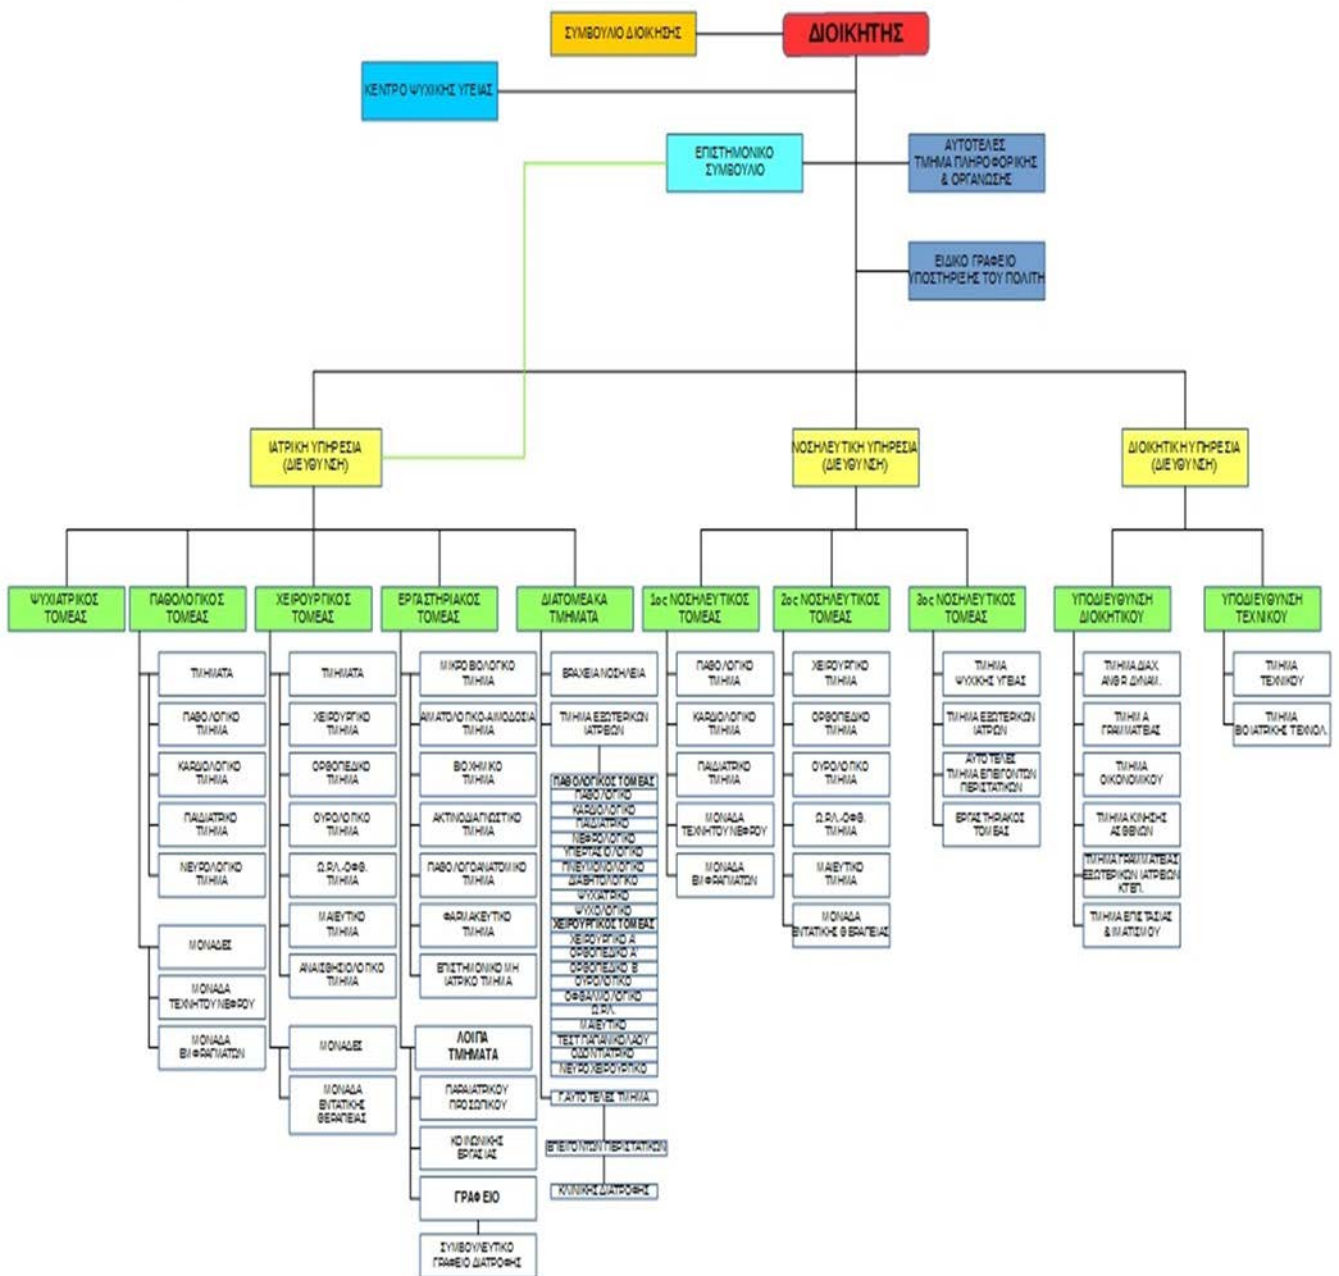 ΣΥΜΒΟΥΛΙΟ ΔΙΟΙΚΗΣΗΣ
ΔΙΟΙΚΗΤΗΣ
ΚΕΝΤΡΟ ΨΥΧΙΚΗΣ ΥΓΕΙΑΣ
ΕΠΙΣΤΗΜΟΝΙΚΟ
ΣΥΜΒΟΥΛΙΟ
ΑΥΤΟΤΕΛΕΣ
ΤΜΗΜΑ ΠΛΗΡΟΦΟΡΙΚΗΣ
& ΟΡΓΑΝΩΣΗΣ
ΕΙΔΙΚΟ ΓΡΑΦΕΙΟ
ΥΠΟΣΤΗΡΙΞΗΣ ΤΟΥ ΠΟΛΙΤΗ
ΙΑΤΡΙΚΗ ΥΠΗΡΕΣΙΑ
(ΔΙΕΥΘΥΝΣΗ)
ΝΟΣΗΛΕΥΤΙΚΗ ΥΠΗΡΕΣΙΑ
(ΔΙΕΥΘΥΝΣΗ)
ΔΙΟΙΚΗΤΙΚΗ ΥΠΗΡΕΣΙΑ
(ΔΙΕΥΘΥΝΣΗ)
ΨΥΧΙΑΤΡΙΚΟΣ
ΤΟΜΕΑΣ
ΠΑΘΟΛΟΓΙΚΟΣ
ΤΟΜΕΑΣ
ΤΜΗΜΑΤΑ
ΠΑΘΟΛΟΓΙΚΟ
ΤΜΗΜΑ
ΚΑΡΔΙΟΛΟΓΙΚΟ
ΤΜΗΜΑ
ΠΑΙΔΙΑΤΡΙΚΟ
ΤΜΗΜΑ
ΝΕΥΡΟΛΟΓΙΚΟ
ΤΜΗΜΑ
ΜΟΝΑΔΕΣ
ΜΟΝΑΔΑ
ΤΕΧΝΗΤΟΥ ΝΕΦΡΟΥ
ΜΟΝΑΔΑ
ΕΜΦΡΑΓΜΑΤΩΝ
ΧΕΙΡΟΥΡΓΙΚΟΣ
ΤΟΜΕΑΣ
ΤΜΗΜΑΤΑ
ΧΕΙΡΟΥΡΓΙΚΟ
ΤΜΗΜΑ
ΟΡΘΟΠΕΔΙΚΟ
ΤΜΗΜΑ
ΟΥΡΟΛΟΓΙΚΟ
ΤΜΗΜΑ
Ω.Ρ.Λ.-ΟΦΘ.
ΤΜΗΜΑ
ΜΑΙΕΥΤΙΚΟ
ΤΜΗΜΑ
ΑΝΑΙΣΘΗΣΙΟΛΟΓΙΚΟ
ΤΜΗΜΑ
ΜΟΝΑΔΕΣ
ΜΟΝΑΔΑ
ΕΝΤΑΤΙΚΗΣ
ΘΕΡΑΠΕΙΑΣ
ΕΡΓΑΣΤΗΡΙΑΚΟΣ
ΤΟΜΕΑΣ
ΜΙΚΡΟΒΙΟΛΟΓΙΚΟ
ΤΜΗΜΑ
ΑΙΜΑΤΟΛΟΓΙΚΟ-ΑΙΜΟΔΟΣΙΑ
ΤΜΗΜΑ
ΒΙΟΧΗΜΙΚΟ
ΤΜΗΜΑ
ΑΚΤΙΝΟΔΙΑΓΝΩΣΤΙΚΟ
ΤΜΗΜΑ
ΠΑΘΟΛΟΓΟΑΝΑΤΟΜΙΚΟ
ΤΜΗΜΑ
ΦΑΡΜΑΚΕΥΤΙΚΟ
ΤΜΗΜΑ
ΕΠΙΣΤΗΜΟΝΙΚΟ ΜΗ
ΙΑΤΡΙΚΟ ΤΜΗΜΑ
ΛΟΙΠΑ
ΤΜΗΜΑΤΑ
ΠΑΡΑΙΑΤΡΙΚΟΥ
ΠΡΟΣΩΠΙΚΟΥ
ΚΟΙΝΩΝΙΚΗΣ
ΕΡΓΑΣΙΑΣ
ΓΡΑΦΕΙΟ
ΣΥΜΒΟΥΛΕΥΤΙΚΟ
ΓΡΑΦΕΙΟ ΔΙΑΤΡΟΦΗΣ
ΔΙΑΤΟΜΕΑΚΑ
ΤΜΗΜΑΤΑ
ΒΡΑΧΕΙΑ ΝΟΣΗΛΕΙΑ
ΤΜΗΜΑ ΕΞΩΤΕΡΙΚΩΝ
ΙΑΤΡΕΙΩΝ
ΠΑΘΟΛΟΓΙΚΟΣ ΤΟΜΕΑΣ
ΠΑΘΟΛΟΓΙΚΟ
ΚΑΡΔΙΟΛΟΓΙΚΟ
ΠΑΙΔΙΑΤΡΙΚΟ
ΝΕΦΡΟΛΟΓΙΚΟ
ΥΠΕΡΤΑΣΙΟΛΟΓΙΚΟ
ΠΝΕΥΜΟΝΟΛΟΓΙΚΟ
ΔΙΑΒΗΤΟΛΟΓΙΚΟ
ΨΥΧΙΑΤΡΙΚΟ
ΨΥΧΟΛΟΓΙΚΟ
ΧΕΙΡΟΥΡΓΙΚΟΣ ΤΟΜΕΑΣ
ΧΕΙΡΟΥΡΓΙΚΟ Α'
ΟΡΘΟΠΕΔΙΚΟ Α'
ΟΡΘΟΠΕΔΙΚΟ Β'
ΟΥΡΟΛΟΓΙΚΟ
ΟΦΘΑΛΜΟΛΟΓΙΚΟ
Ω.Ρ.Λ.
ΜΑΙΕΥΤΙΚΟ
ΤΕΣΤ ΠΑΠΑΝΙΚΟΛΑΟΥ
ΟΔΟΝΤΙΑΤΡΙΚΟ
ΝΕΥΡΟΧΕΙΡΟΥΡΓΙΚΟ
Γ.ΑΥΤΟΤΕΛΕΣ ΤΜΗΜΑ
ΕΠΕΙΓΟΝΤΩΝ ΠΕΡΙΣΤΑΤΙΚΩΝ
ΚΛΙΝΙΚΗΣ ΔΙΑΤΡΟΦΗΣ
1ος ΝΟΣΗΛΕΥΤΙΚΟΣ
ΤΟΜΕΑΣ
ΠΑΘΟΛΟΓΙΚΟ
ΤΜΗΜΑ
ΚΑΡΔΙΟΛΟΓΙΚΟ
ΤΜΗΜΑ
ΠΑΙΔΙΑΤΡΙΚΟ
ΤΜΗΜΑ
ΜΟΝΑΔΑ
ΤΕΧΝΗΤΟΥ ΝΕΦΡΟΥ
ΜΟΝΑΔΑ
ΕΜΦΡΑΓΜΑΤΩΝ
2ος ΝΟΣΗΛΕΥΤΙΚΟΣ
ΤΟΜΕΑΣ
ΧΕΙΡΟΥΡΓΙΚΟ
ΤΜΗΜΑ
ΟΡΘΟΠΕΔΙΚΟ
ΤΜΗΜΑ
ΟΥΡΟΛΟΓΙΚΟ
ΤΜΗΜΑ
Ω.Ρ.Λ.-ΟΦΘ.
ΤΜΗΜΑ
ΜΑΙΕΥΤΙΚΟ
ΤΜΗΜΑ
ΜΟΝΑΔΑ
ΕΝΤΑΤΙΚΗΣ ΘΕΡΑΠΕΙΑΣ
3ος ΝΟΣΗΛΕΥΤΙΚΟΣ
ΤΟΜΕΑΣ
ΤΜΗΜΑ
ΨΥΧΙΚΗΣ ΥΓΕΙΑΣ
ΤΜΗΜΑ ΕΞΩΤΕΡΙΚΩΝ
ΙΑΤΡΩΝ
ΑΥΤΟΤΕΛΕΣ
ΤΜΗΜΑ ΕΠΕΙΓΟΝΤΩΝ
ΠΕΡΙΣΤΑΤΙΚΩΝ
ΕΡΓΑΣΤΗΡΙΑΚΟΣ
ΤΟΜΕΑΣ
ΥΠΟΔΙΕΥΘΥΝΣΗ
ΔΙΟΙΚΗΤΙΚΟΥ
ΤΜΗΜΑ ΔΙΑΧ.
ΑΝΘΡ. ΔΥΝΑΜ.
ΤΜΗΜΑ
ΓΡΑΜΜΑΤΕΙΑΣ
ΤΜΗΜΑ
ΟΙΚΟΝΟΜΙΚΟΥ
ΤΜΗΜΑ ΚΙΝΗΣΗΣ
ΑΣΘΕΝΩΝ
ΤΜΗΜΑ ΓΡΑΜΜΑΤΕΙΑΣ
ΕΞΩΤΕΡΙΚΩΝ ΙΑΤΡΕΙΩΝ
ΚΤΕΠ.
ΤΜΗΜΑ ΕΠΙΣΤΑΣΙΑΣ
& ΙΜΑΤΙΣΜΟΥ
ΥΠΟΔΙΕΥΘΥΝΣΗ
ΤΕΧΝΙΚΟΥ
ΤΜΗΜΑ
ΤΕΧΝΙΚΟΥ
ΤΜΗΜΑ
ΒΙΟΙΑΤΡΙΚΗΣ ΤΕΧΝΟΛ.